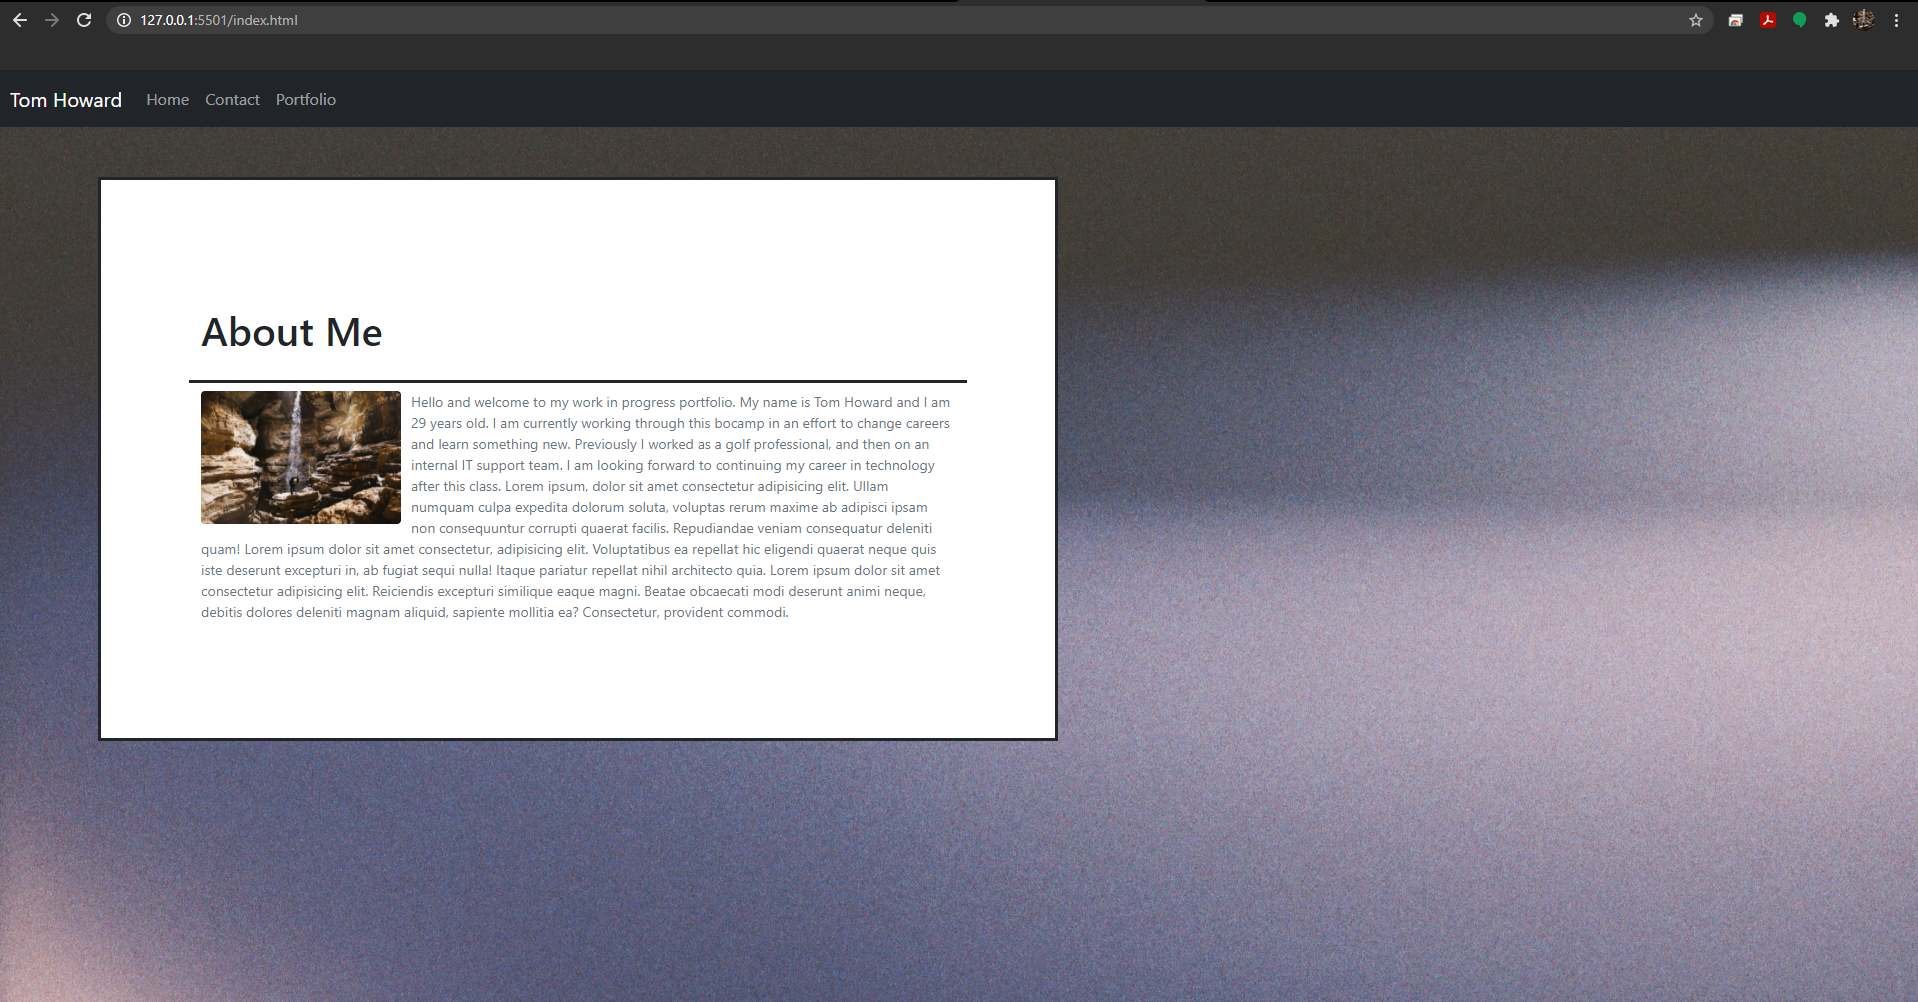 127.0.0.1:5501/index.html
Tom Howard Home Contact Portfolio
About Me
Hello and welcome to my work in progress portfolio. My name is Tom Howard and I am
29 years old. I am currently working through this bocamp in an effort to change careers
and learn something new. Previously I worked as a golf professional, and then on an
internal IT support team. I am looking forward to continuing my career in technology
after this class. Lorem ipsum, dolor sit amet consectetur adipisicing elit. Ullam
numquam culpa expedita dolorum soluta, voluptas rerum maxime ab adipisci ipsam
non consequuntur corrupti quaerat facilis. Repudiandae veniam consequatur deleniti
quam! Lorem ipsum dolor sit amet consectetur, adipisicing elit. Voluptatibus ea repellat hic eligendi quaerat neque quis
iste deserunt excepturi in, ab fugiat sequi nulla! Itaque pariatur repellat nihil architecto quia. Lorem ipsum dolor sit amet
consectetur adipisicing elit. Reiciendis excepturi similique eaque magni. Beatae obcaecati modi deserunt animi neque,
debitis dolores deleniti magnam aliquid, sapiente mollitia ea? Consectetur, provident commodi.